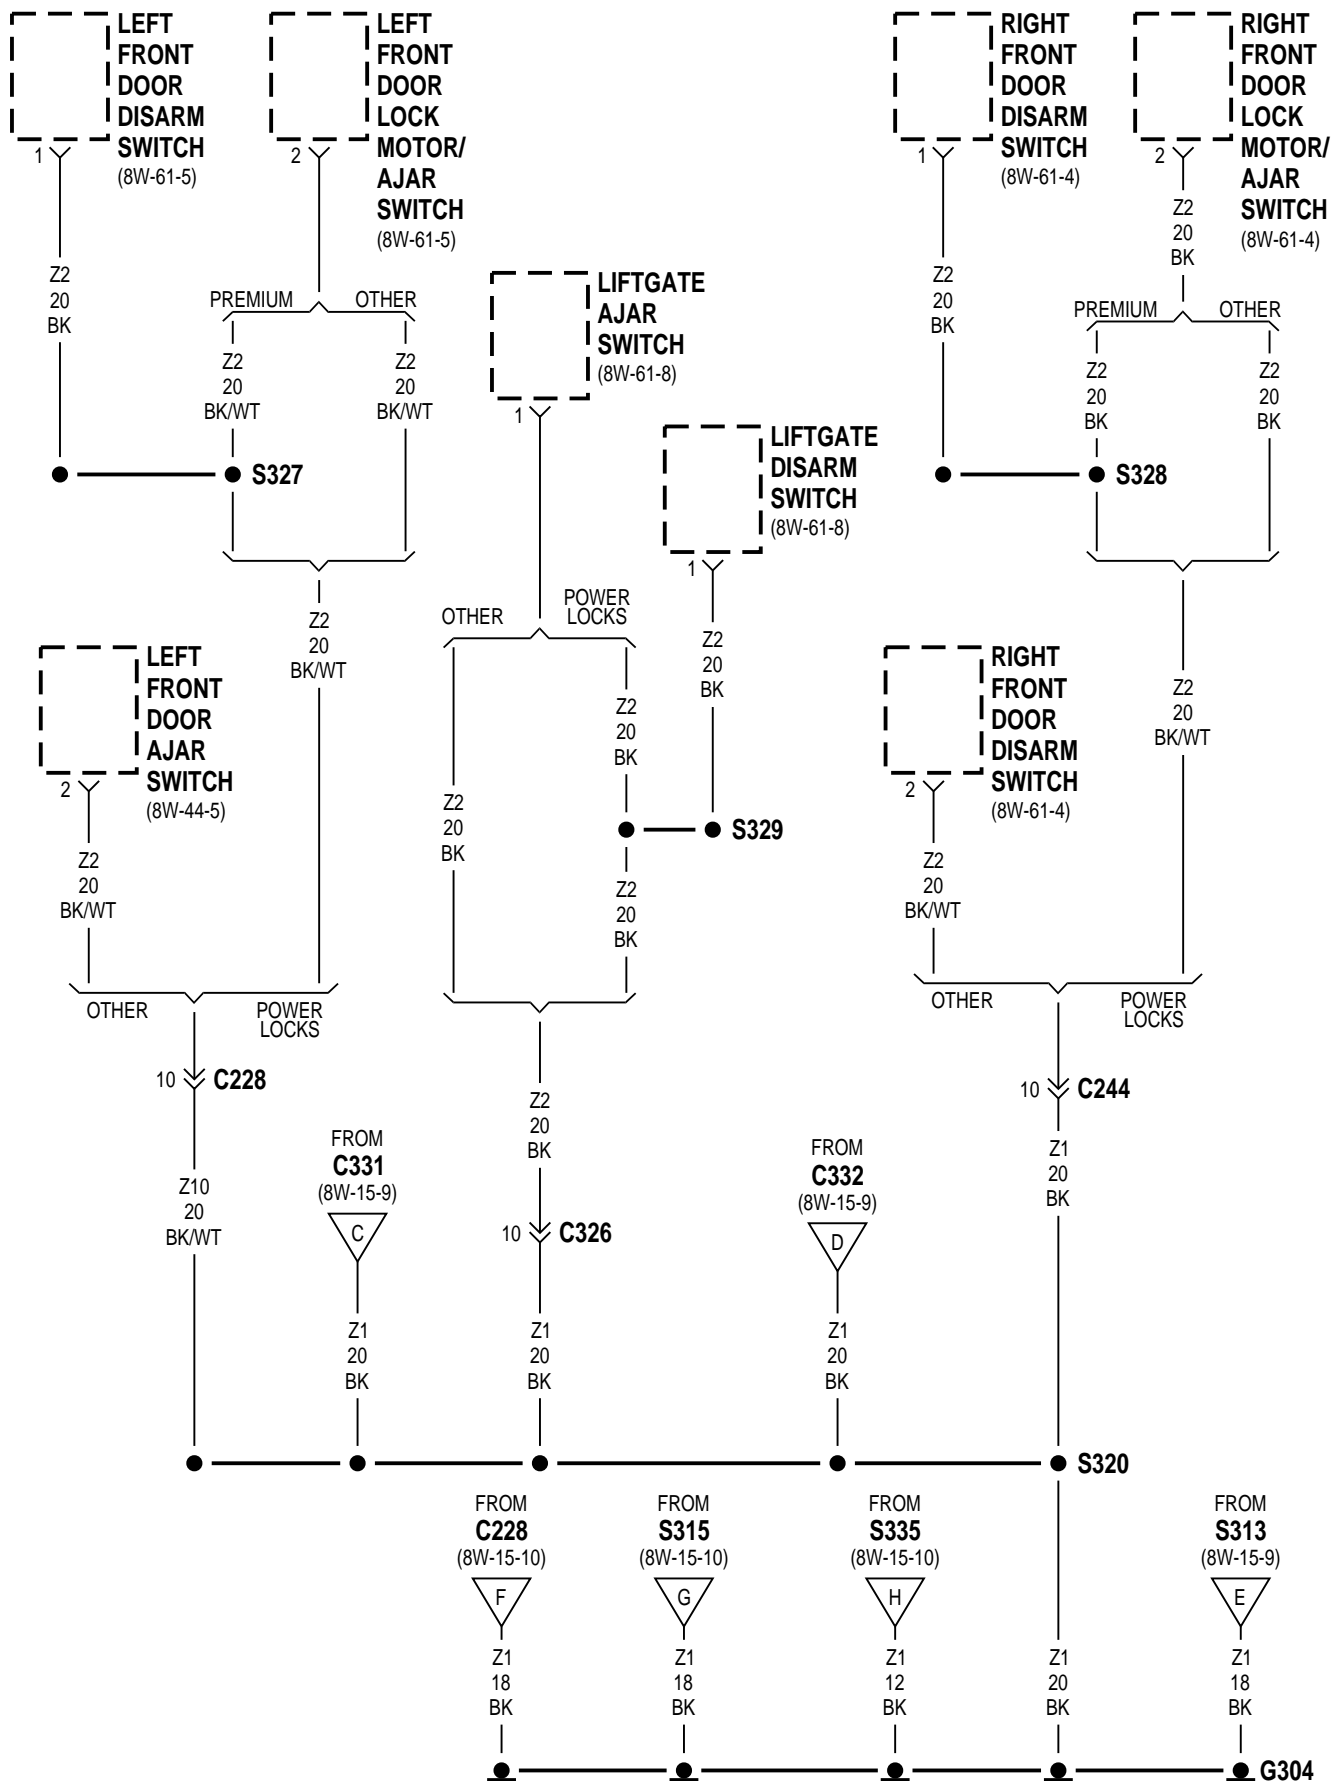 LEFT
FRONT
DOOR
DISARM
SWITCH
(8W-61-5)
1
Z2
20
BK
LEFT
FRONT
DOOR
LOCK
MOTOR/
AJAR
SWITCH
(8W-61-5)
2
PREMIUM
OTHER
Z2
20
BK/WT
Z2
20
BK/WT
S327
Z2
20
BK/WT
LEFT
FRONT
DOOR
AJAR
SWITCH
(8W-44-5)
2
Z2
20
BK/WT
OTHER
POWER
LOCKS
10
C228
Z10
20
BK/WT
LIFTGATE
AJAR
SWITCH
(8W-61-8)
1
LIFTGATE
DISARM
SWITCH
(8W-61-8)
1
Z2
20
BK
OTHER
POWER
LOCKS
Z2
20
BK
Z2
20
BK
S329
Z2
20
BK
Z2
20
BK
10
C326
Z1
20
BK
FROM
C331
(8W-15-9)
C
Z1
20
BK
FROM
C332
(8W-15-9)
D
Z1
20
BK
RIGHT
FRONT
DOOR
DISARM
SWITCH
(8W-61-4)
1
Z2
20
BK
RIGHT
FRONT
DOOR
LOCK
MOTOR/
AJAR
SWITCH
(8W-61-4)
2
Z2
20
BK
PREMIUM
OTHER
Z2
20
BK
Z2
20
BK
S328
Z2
20
BK/WT
RIGHT
FRONT
DOOR
DISARM
SWITCH
(8W-61-4)
2
Z2
20
BK/WT
OTHER
POWER
LOCKS
10
C244
Z1
20
BK
S320
FROM
C228
(8W-15-10)
F
Z1
18
BK
FROM
S315
(8W-15-10)
G
Z1
18
BK
FROM
S335
(8W-15-10)
H
Z1
12
BK
Z1
20
BK
FROM
S313
(8W-15-9)
E
Z1
18
BK
G304